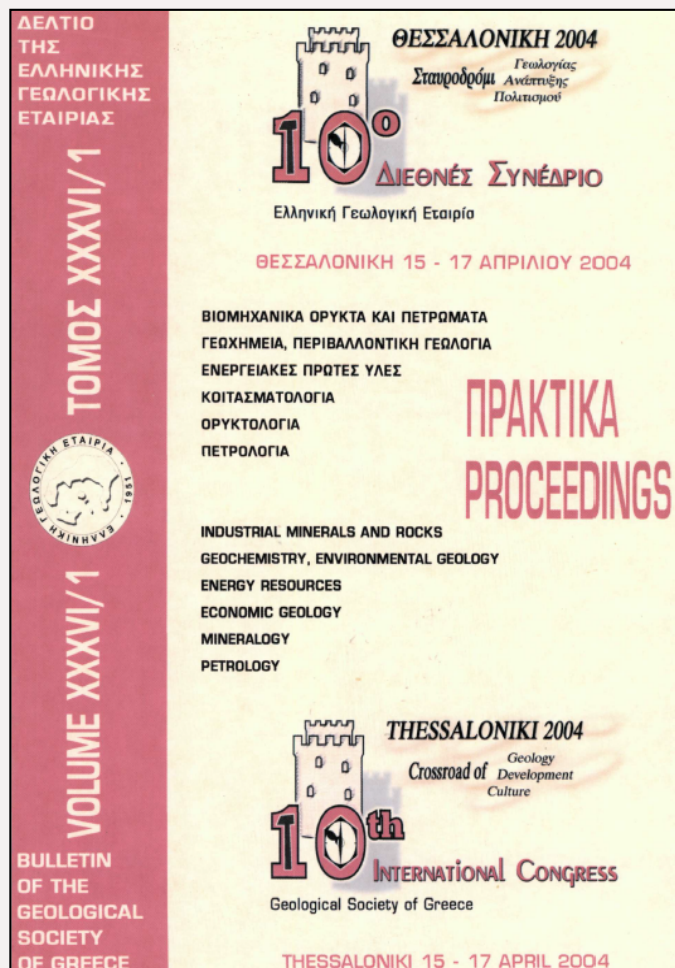 ΔΕΛΤΙΟ
ΤΗΣ
ΕΛΛΗΝΙΚΗΣ
ΓΕΩΛΟΓΙΚΗΣ
ΕΤΑΙΡΙΑΣ
ΤΟΜΟΣ XXXVI/1
ΕΛΛΗΝΙΚΗ ΓΕΩΛΟΓΙΚΗ ΕΤΑΙΡΙΑ • 1951 •
VOLUME XXXVI/1
BULLETIN
OF THE
GEOLOGICAL
SOCIETY
OF GREECE
ΘΕΣΣΑΛΟΝΙΚΗ 2004
Σταυροδρόμι Γεωλογίας
Ανάπτυξης
Πολιτισμού
10ο
ΔΙΕΘΝΈΣ ΣΥΝΈΔΡΙΟ
Ελληνική Γεωλογική Εταιρία
ΘΕΣΣΑΛΟΝΙΚΗ 15 - 17 ΑΠΡΙΛΙΟΥ 2004
ΒΙΟΜΗΧΑΝΙΚΑ ΟΡΥΚΤΑ ΚΑΙ ΠΕΤΡΩΜΑΤΑ
ΓΕΩΧΗΜΕΙΑ, ΠΕΡΙΒΑΛΛΟΝΤΙΚΗ ΓΕΩΛΟΓΙΑ
ΕΝΕΡΓΕΙΑΚΕΣ ΠΡΩΤΕΣ ΥΛΕΣ
ΚΟΙΤΑΣΜΑΤΟΛΟΓΙΑ
ΟΡΥΚΤΟΛΟΓΙΑ
ΠΕΤΡΟΛΟΓΙΑ
ΠΡΑΚΤΙΚΑ
PROCEEDINGS
INDUSTRIAL MINERALS AND ROCKS
GEOCHEMISTRY, ENVIRONMENTAL GEOLOGY
ENERGY RESOURCES
ECONOMIC GEOLOGY
MINERALOGY
PETROLOGY
THESSALONIKI 2004
Crossroad of Geology
Development
Culture
10th
INTERNATIONAL CONGRESS
Geological Society of Greece
THESSALONIKI 15 - 17 APRIL 2004